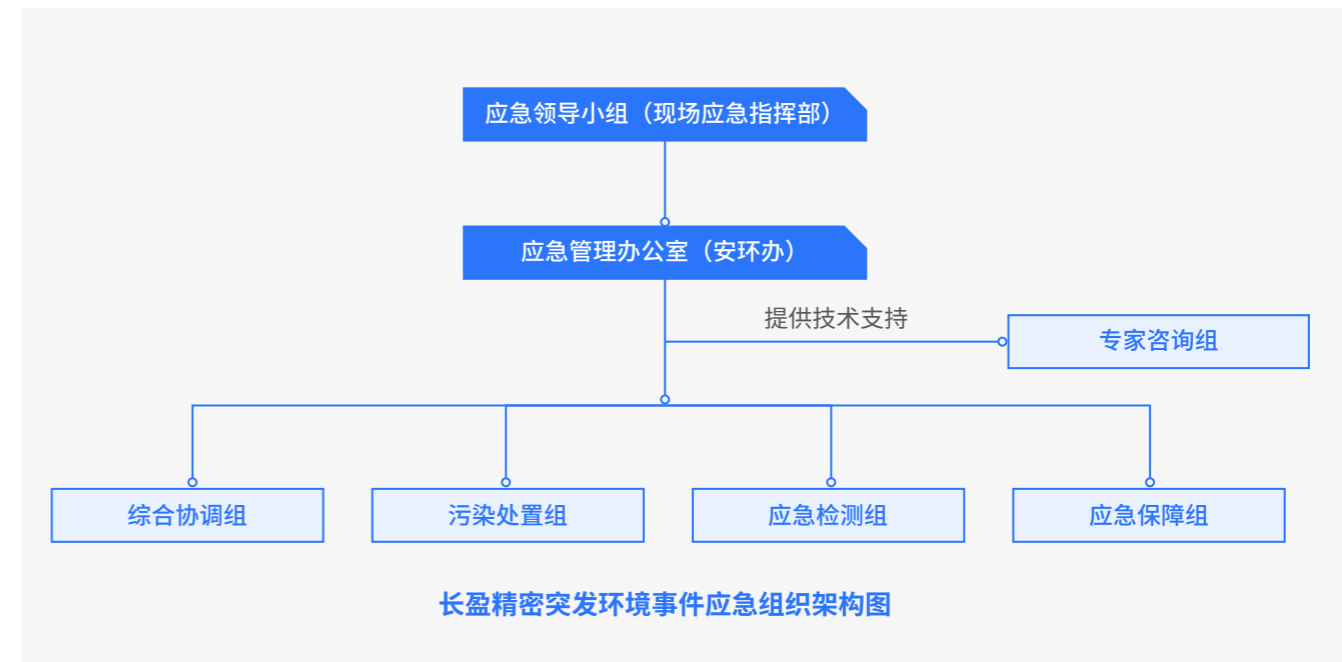 应急领导小组（现场应急指挥部）
应急管理办公室（安环办）
提供技术支持
专家咨询组
综合协调组
污染处置组
应急检测组
应急保障组
长盈精密突发环境事件应急组织架构图